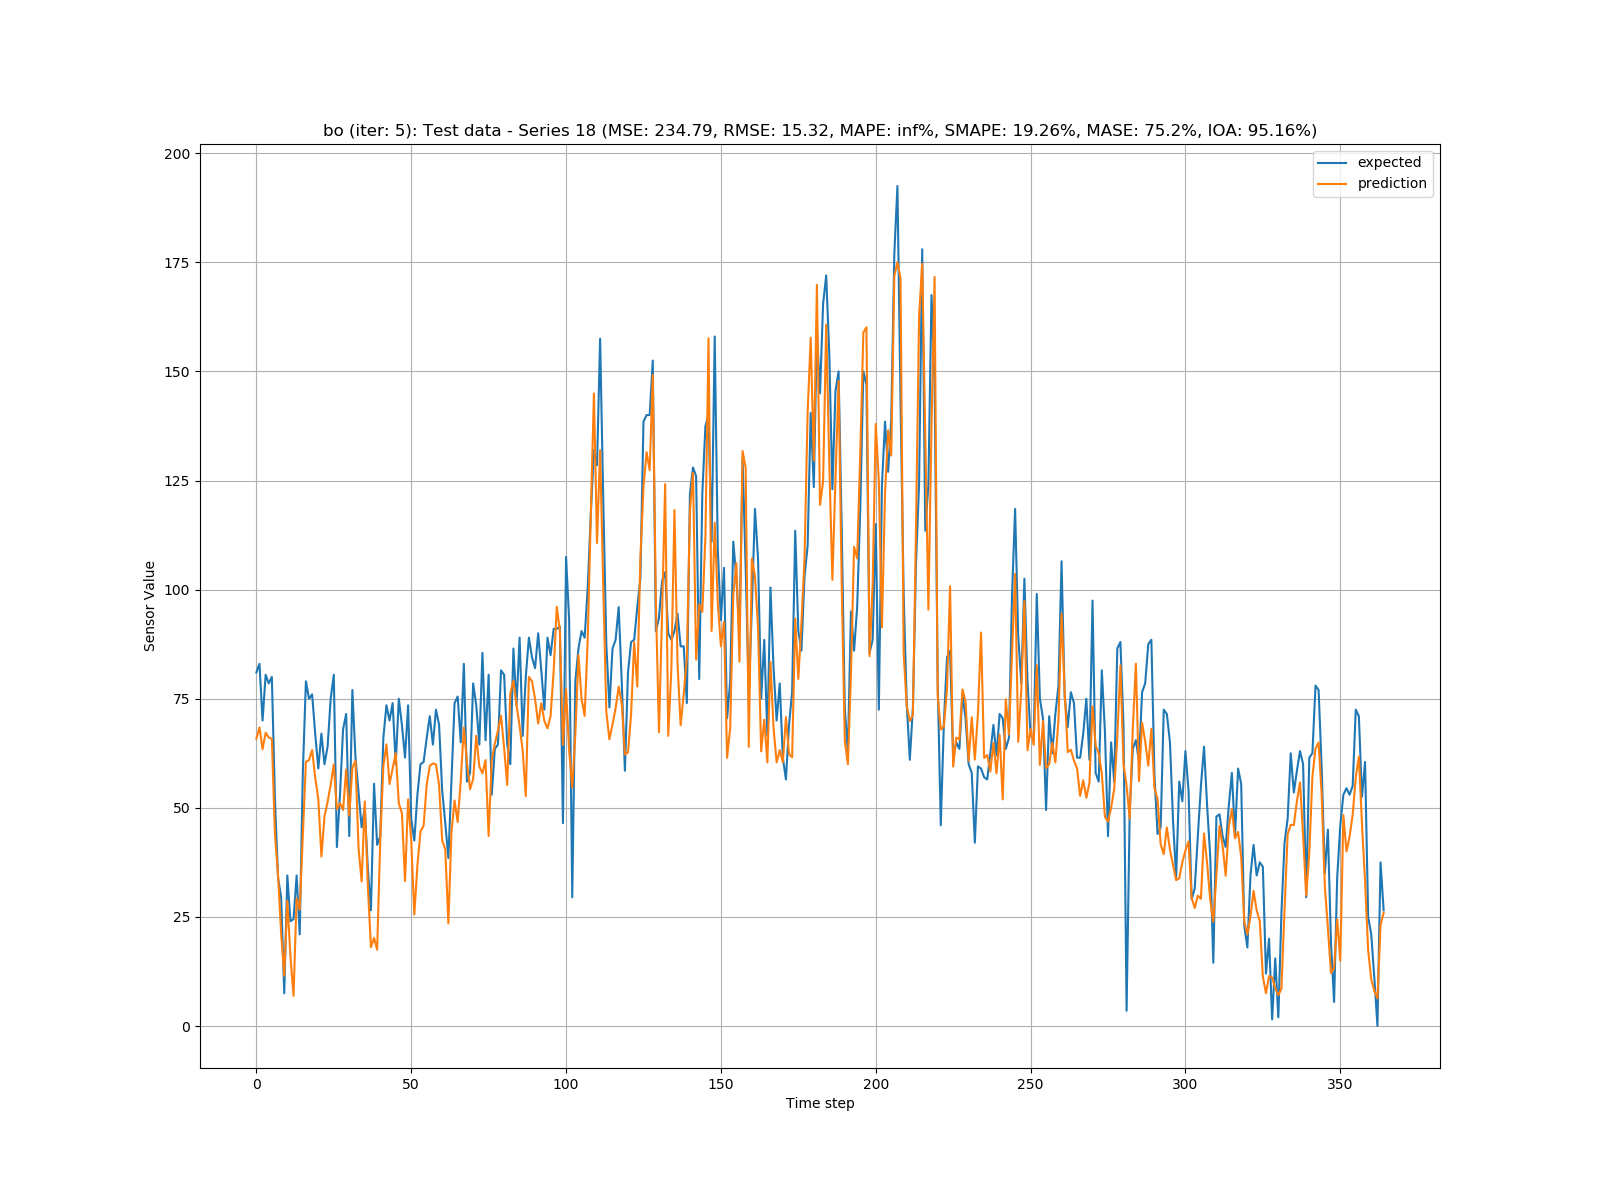 bo (iter: 5): Test data - Series 18 (MSE: 234.79, RMSE: 15.32, MAPE: inf%, SMAPE: 19.26%, MASE: 75.2%, IOA: 95.16%)
expected
prediction
200
175
150
125
100
75
50
25
0
Sensor Value
0 50 100 150 200 250 300 350
Time step